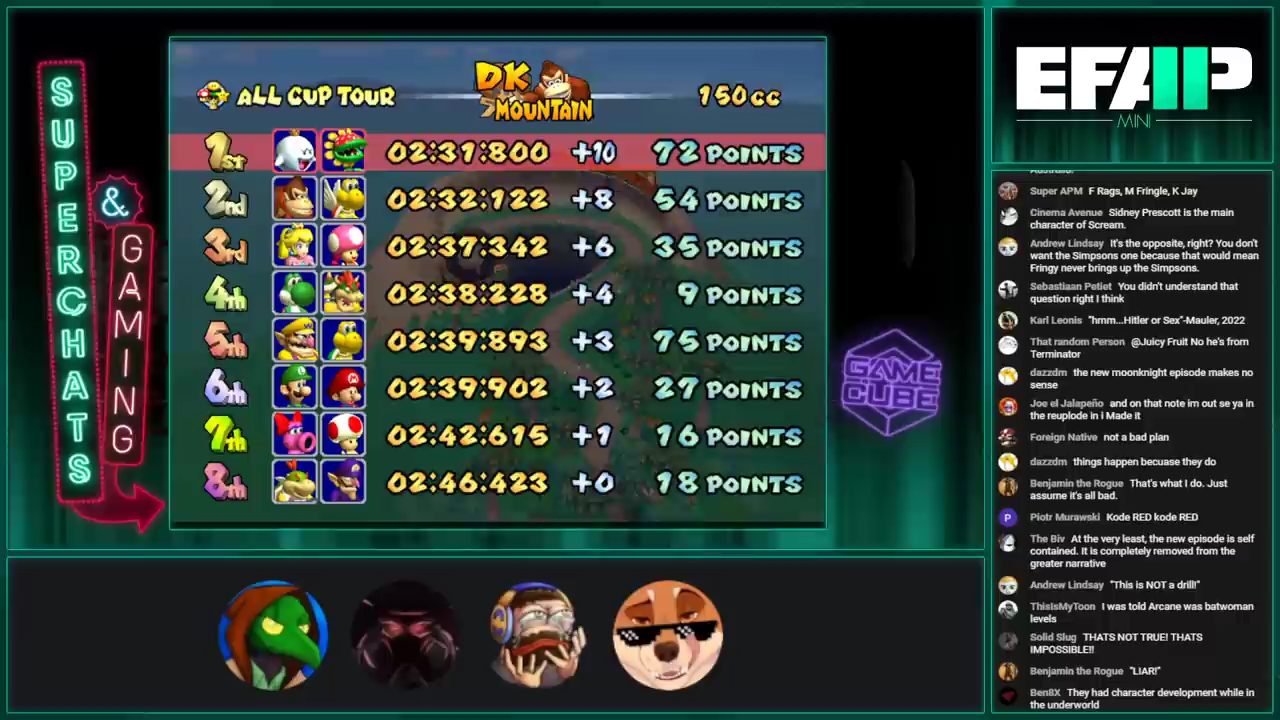 SUPERCHATS
&
GAMING
ALL CUP TOUR
DK
MOUNTAIN
150cc
1st 02:31:800 +10 72 POINTS
2nd 02:32:122 +8 54 POINTS
3rd 02:37:342 +6 35 POINTS
4th 02:38:228 +4 9 POINTS
5th 02:39:893 +3 75 POINTS
6th 02:39:902 +2 27 POINTS
7th 02:42:615 +1 16 POINTS
8th 02:46:423 +0 18 POINTS
GAME
CUBE
EFAP
MINI
Super APM F Rags, M Fringle, K Jay
Cinema Avenue Sidney Prescott is the main
character of Scream.
Andrew Lindsay It's the opposite, right? You don't
want the Simpsons one because that would mean
Fringy never brings up the Simpsons.
Sebastiaan Petiet You didn't understand that
question right I think
Karl Leonis "hmm...Hitler or Sex"-Mauler, 2022
That random Person @Juicy Fruit No he's from
Terminator
dazzdm the new moonknight episode makes no
sense
Joe el Jalapeño and on that note im out se ya in
the reuplode in i Made it
Foreign Native not a bad plan
dazzdm things happen becuase they do
Benjamin the Rogue That's what I do. Just
assume it's all bad.
P Piotr Murawski Kode RED kode RED
The Biv At the very least, the new episode is self
contained. It is completely removed from the
greater narrative
Andrew Lindsay "This is NOT a drill!"
ThisIsMyToon I was told Arcane was batwoman
levels
Solid Slug THATS NOT TRUE! THATS
IMPOSSIBLE!!
Benjamin the Rogue "LIAR!"
Ben8X They had character development while in
the underworld